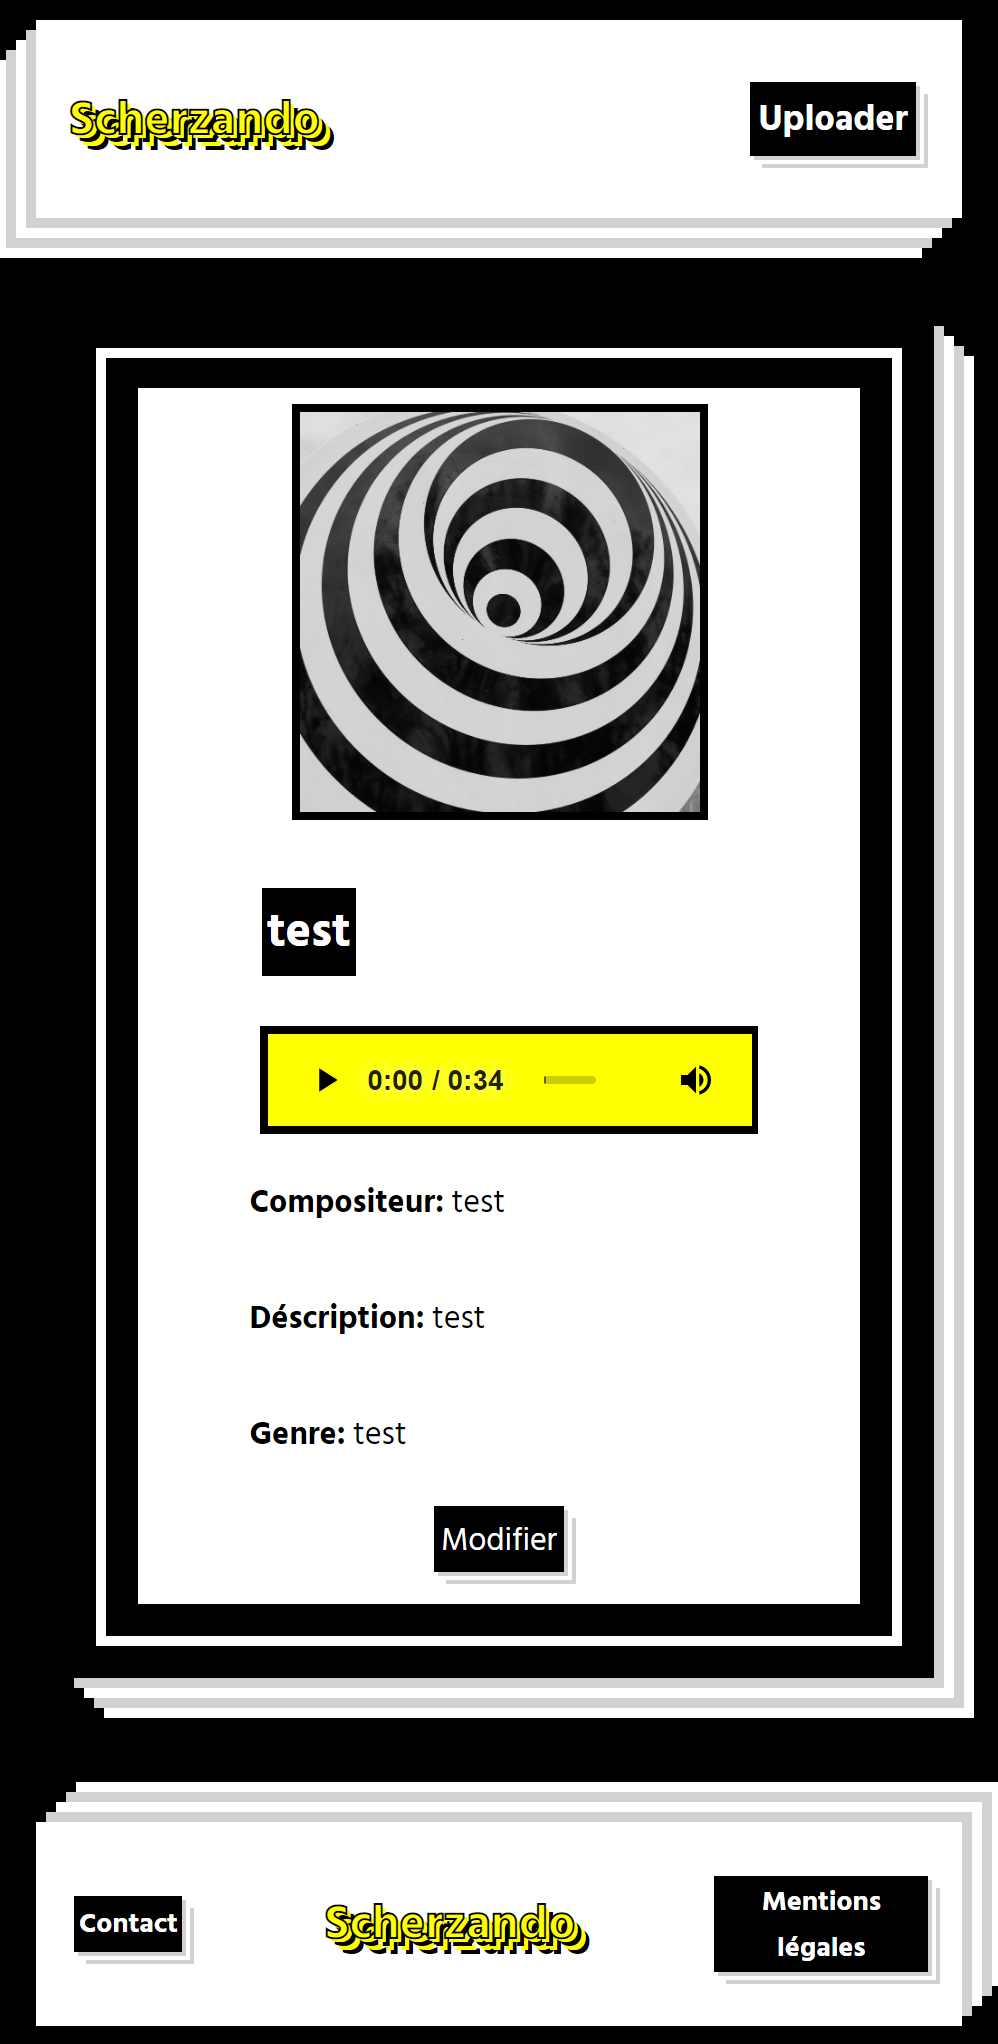 Scherzando
Uploader
test
0:00 / 0:34
Compositeur: test
Déscription: test
Genre: test
Modifier
Contact
Scherzando
Mentions
légales